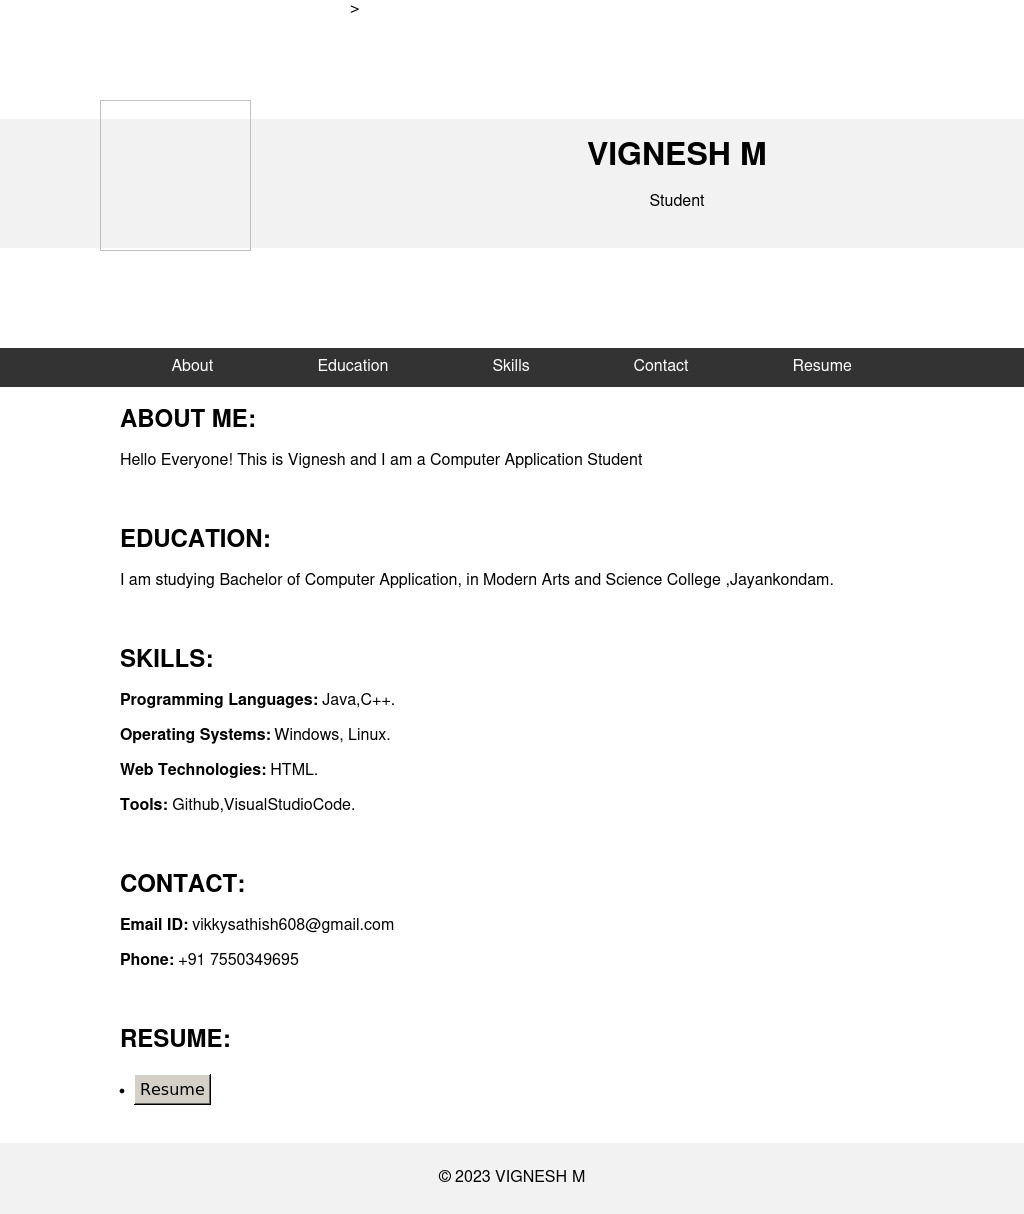 >
VIGNESH M
Student
About Education Skills Contact Resume
ABOUT ME:
Hello Everyone! This is Vignesh and I am a Computer Application Student
EDUCATION:
I am studying Bachelor of Computer Application, in Modern Arts and Science College ,Jayankondam.
SKILLS:
Programming Languages: Java,C++.
Operating Systems: Windows, Linux.
Web Technologies: HTML.
Tools: Github,VisualStudioCode.
CONTACT:
Email ID: vikkysathish608@gmail.com
Phone: +91 7550349695
RESUME:
• Resume
© 2023 VIGNESH M